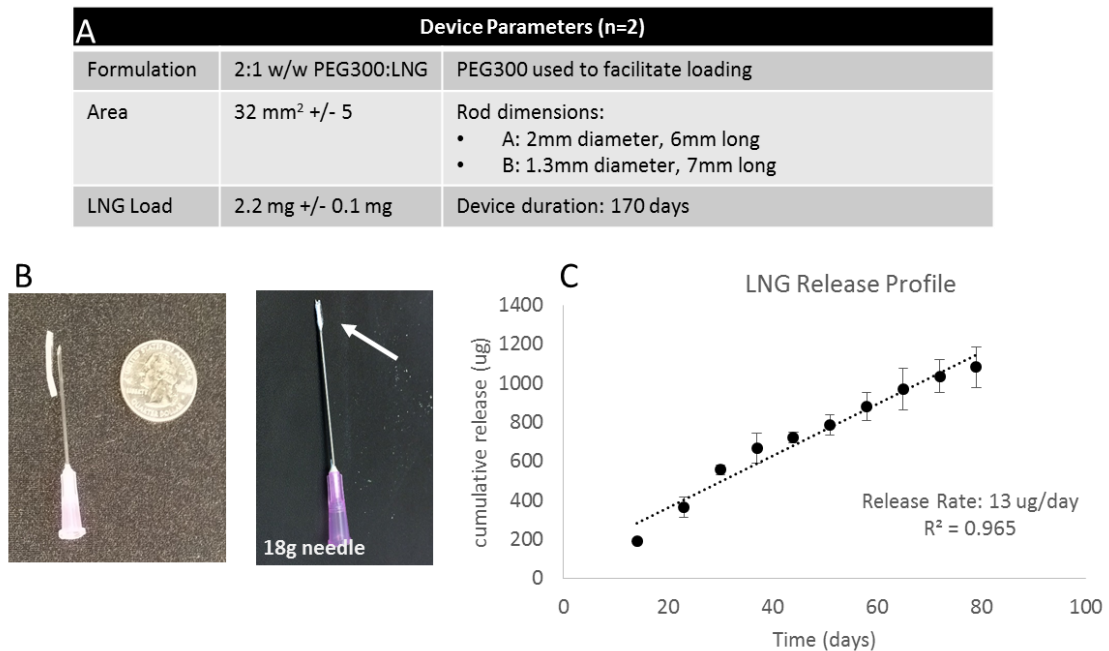 A
Device Parameters (n=2)
Formulation
2:1 w/w PEG300:LNG
PEG300 used to facilitate loading
Area
32 mm² +/- 5
Rod dimensions:
• A: 2mm diameter, 6mm long
• B: 1.3mm diameter, 7mm long
LNG Load
2.2 mg +/- 0.1 mg
Device duration: 170 days
B
18g needle
C
LNG Release Profile
cumulative release (ug)
1400
1200
1000
800
600
400
200
0
Release Rate: 13 ug/day
R² = 0.965
0 20 40 60 80 100
Time (days)